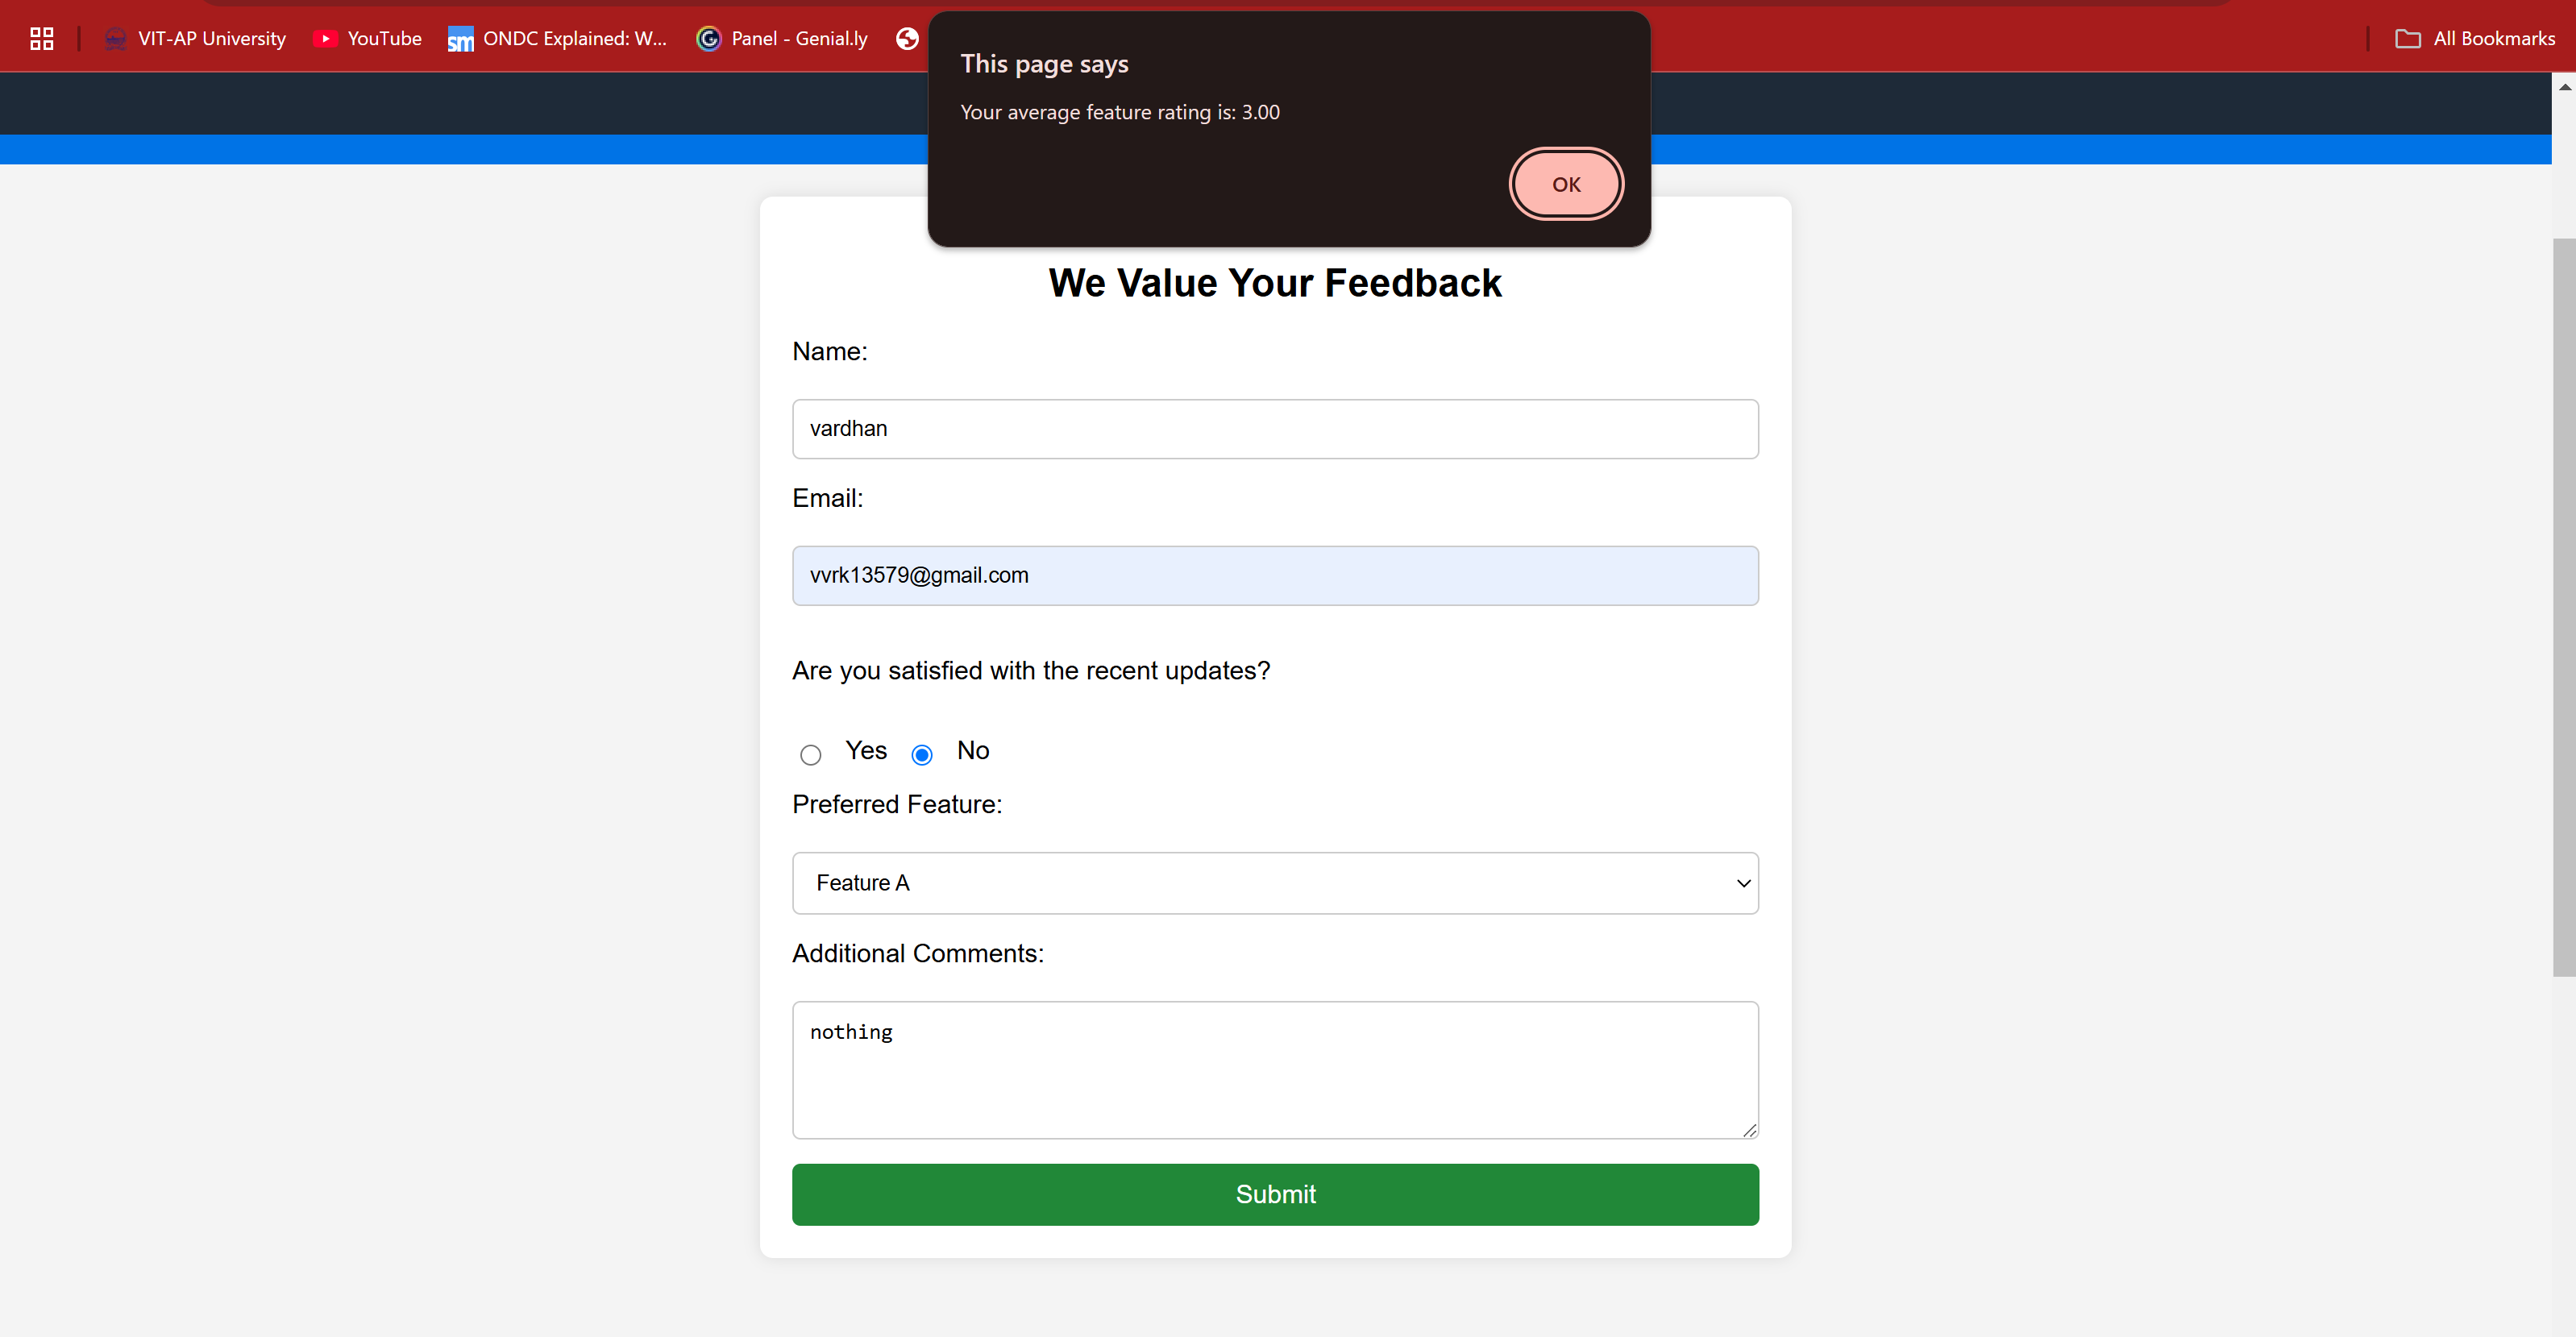 VIT-AP University YouTube ONDC Explained: W... Panel - Genial.ly All Bookmarks
This page says
Your average feature rating is: 3.00
OK
We Value Your Feedback
Name:
vardhan
Email:
vvrk13579@gmail.com
Are you satisfied with the recent updates?
Yes No
Preferred Feature:
Feature A
Additional Comments:
nothing
Submit